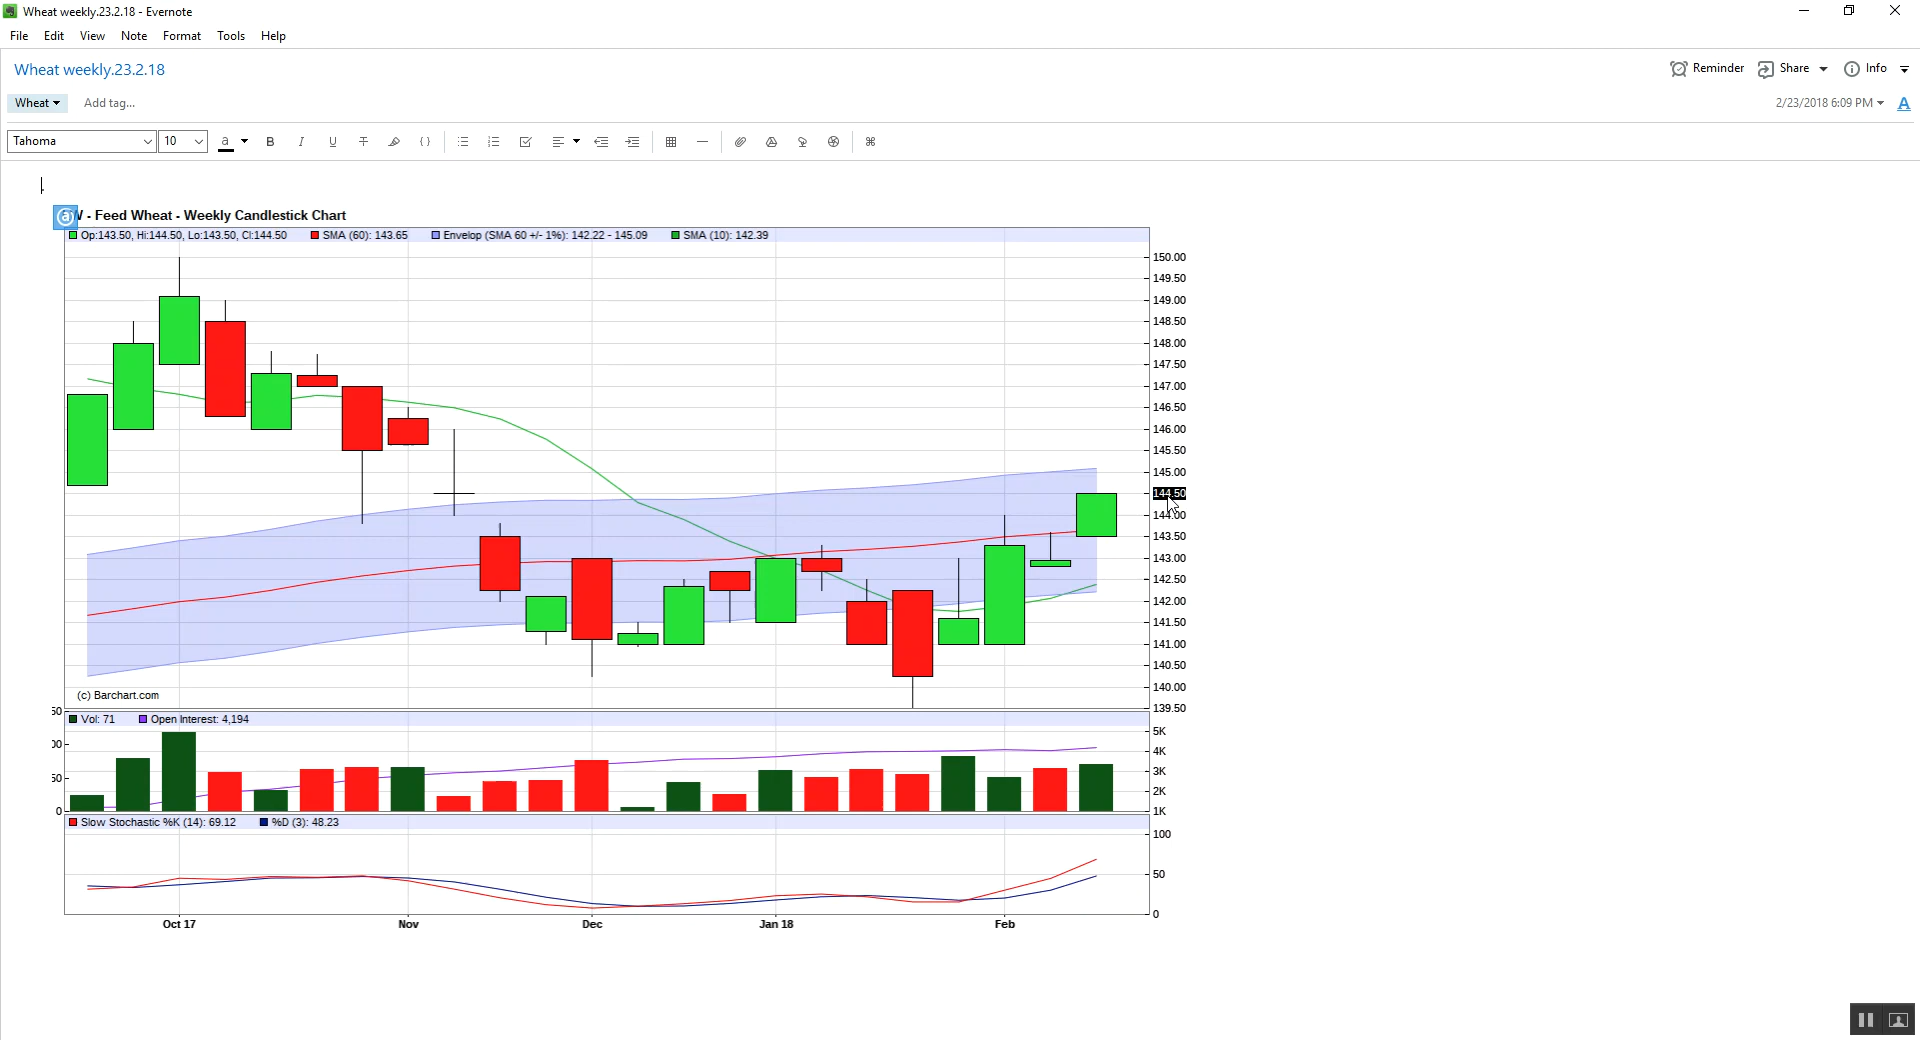 Wheat weekly.23.2.18 - Evernote
File Edit View Note Format Tools Help
Wheat weekly.23.2.18
Reminder Share Info
Wheat Add tag...
2/23/2018 6:09 PM
Tahoma 10
- Feed Wheat - Weekly Candlestick Chart
Op:143.50, Hi:144.50, Lo:143.50, Cl:144.50 SMA (60): 143.65 Envelop (SMA 60 +/- 1%): 142.22 - 145.09 SMA (10): 142.39
150.00
149.50
149.00
148.50
148.00
147.50
147.00
146.50
146.00
145.50
145.00
144.50
144.00
143.50
143.00
142.50
142.00
141.50
141.00
140.50
140.00
139.50
(c) Barchart.com
Vol: 71 Open Interest: 4,194
5K
4K
3K
2K
1K
50
0
Slow Stochastic %K (14): 69.12 %D (3): 48.23
100
50
0
Oct 17 Nov Dec Jan 18 Feb